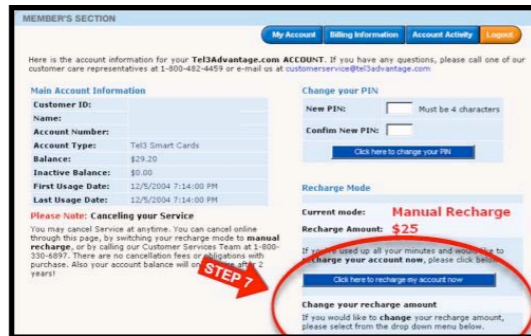 MEMBER'S SECTION
My Account
Billing Information
Account Activity
Logout
Here is the account information for your Tel3Advantage.com ACCOUNT. If you have any questions, please call one of our
customer care representatives at 1-800-482-4459 or e-mail us at customerservice@tel3advantage.com
Main Account Information
Customer ID:
Name:
Account Number:
Account Type: Tel3 Smart Cards
Balance: $29.20
Inactive Balance: $0.00
First Usage Date: 12/5/2004 7:14:00 PM
Last Usage Date: 12/5/2004 7:14:00 PM
Please Note: Canceling your Service
You may cancel Service at anytime. You can cancel online
through this page, by switching your recharge mode to manual
recharge, or by calling our Customer Services Team at 1-800-
330-6897. There are no cancellation fees or obligations with
purchase. Also your account balance will on after 2
years!
STEP 7
Change your PIN
New PIN: Must be 4 characters
Confim New PIN:
Click here to change your PIN
Recharge Mode
Current mode: Manual Recharge
Recharge Amount: $25
If you've used up all your minutes and would like to
recharge your account now, please click below
Click here to recharge my account now
Change your recharge amount
If you would like to change your recharge amount,
please select from the drop down menu below.